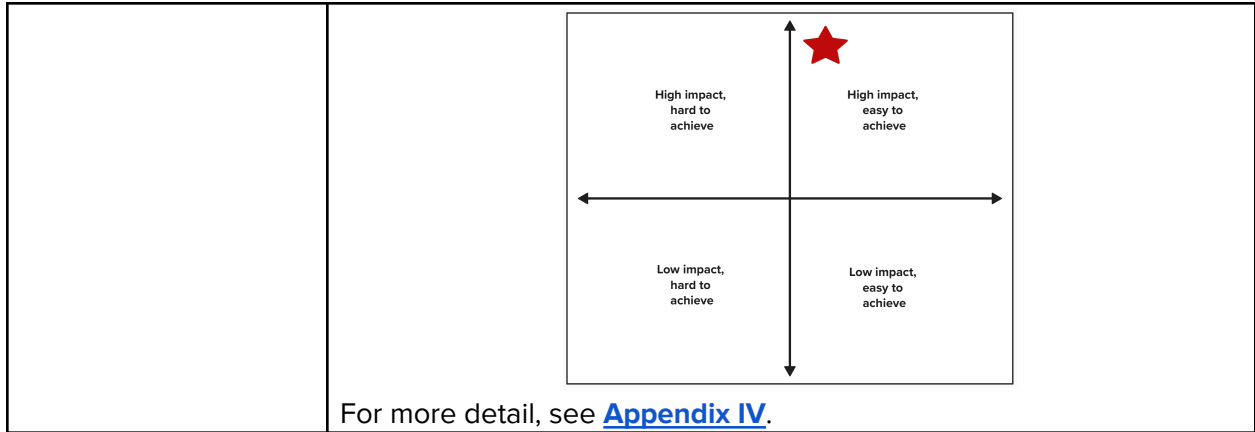 High impact,
hard to
achieve
High impact,
easy to
achieve
Low impact,
hard to
achieve
Low impact,
easy to
achieve
For more detail, see Appendix IV.